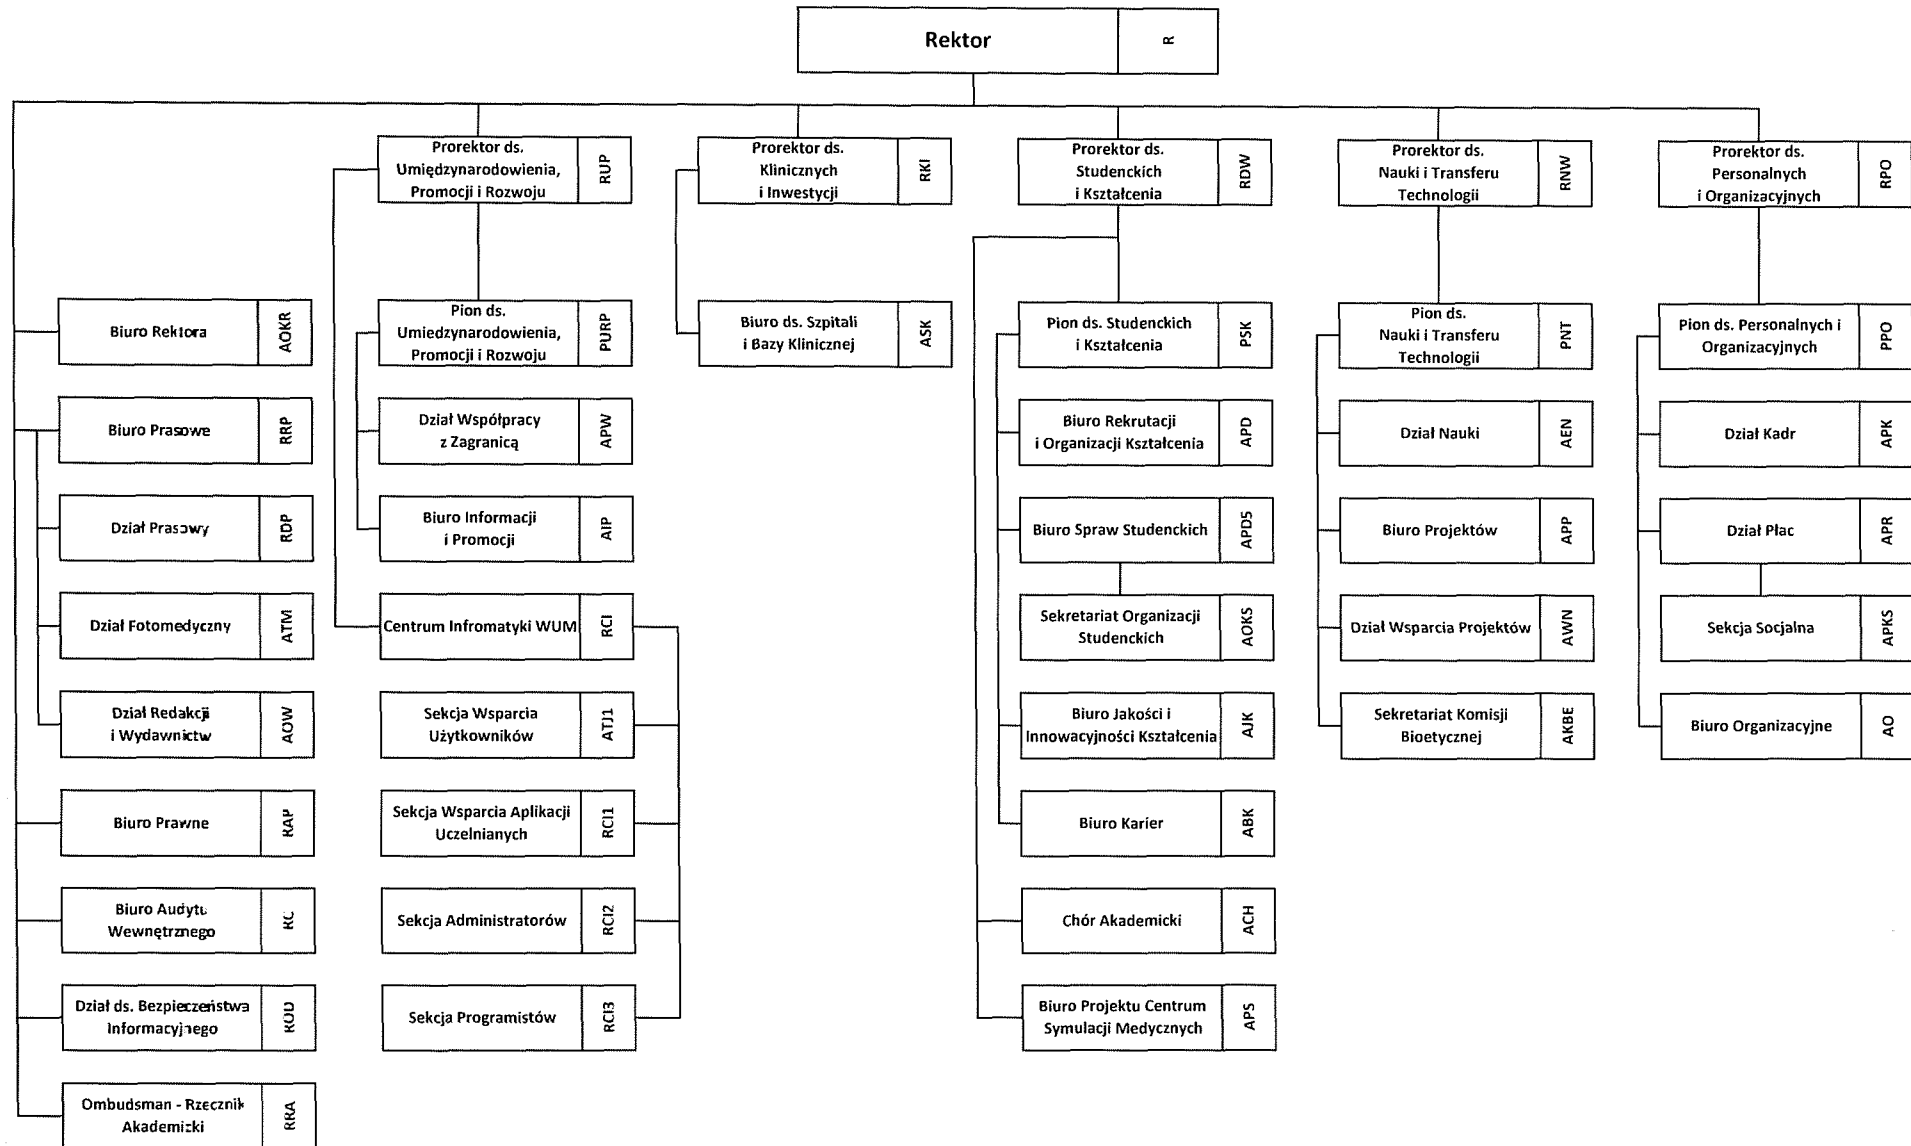 Rektor
R
Prorektor ds.
Umiędzynarodowienia,
Promocji i Rozwoju
RUP
Prorektor ds.
Klinicznych
i Inwestycji
RKI
Prorektor ds.
Studenckich
i Kształcenia
RDW
Prorektor ds.
Nauki i Transferu
Technologii
RNW
Prorektor ds.
Personalnych
i Organizacyjnych
RPO
Biuro Rektora
AOKR
Biuro Prasowe
RRP
Dział Prasowy
RDP
Dział Fotomedyczny
ATM
Dział Redakcji
i Wydawnictw
AOW
Biuro Prawne
RAP
Biuro Audytu
Wewnętrznego
RC
Dział ds. Bezpieczeństwa
Informacyjnego
ROD
Ombudsman - Rzecznik
Akademicki
RRA
Pion ds.
Umiedzynarodowienia,
Promocji i Rozwoju
PURP
Dział Współpracy
z Zagranicą
APW
Biuro Informacji
i Promocji
AIP
Centrum Infromatyki WUM
RCI
Sekcja Wsparcia
Użytkowników
ATJ1
Sekcja Wsparcia Aplikacji
Uczelnianych
RCI1
Sekcja Administratorów
RCI2
Sekcja Programistów
RCI3
Biuro ds. Szpitali
i Bazy Klinicznej
ASK
Pion ds. Studenckich
i Kształcenia
PSK
Biuro Rekrutacji
i Organizacji Kształcenia
APD
Biuro Spraw Studenckich
APDS
Sekretariat Organizacji
Studenckich
AOKS
Biuro Jakości i
Innowacyjności Kształcenia
AJK
Biuro Karier
ABK
Chór Akademicki
ACH
Biuro Projektu Centrum
Symulacji Medycznych
APS
Pion ds.
Nauki i Transferu
Technologii
PNT
Dział Nauki
AEN
Biuro Projektów
APP
Dział Wsparcia Projektów
AWN
Sekretariat Komisji
Bioetycznej
AKBE
Pion ds. Personalnych i
Organizacyjnych
PPO
Dział Kadr
APK
Dział Płac
APR
Sekcja Socjalna
APKS
Biuro Organizacyjne
AO